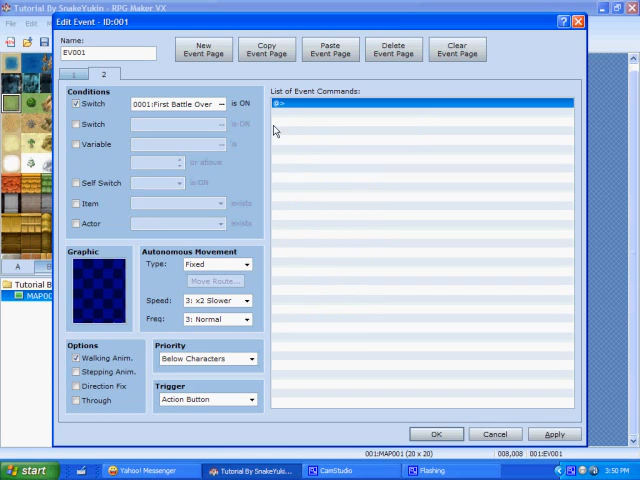 Tutorial By SnakeYukin - RPG Maker VX
File Edit
Edit Event - ID:001
Name:
EV001
New Event Page
Copy Event Page
Paste Event Page
Delete Event Page
Clear Event Page
1 2
Conditions
Switch 0001:First Battle Over ... is ON
Switch ... is ON
Variable ... is
or above
Self Switch is ON
Item exists
Actor exists
Graphic
Autonomous Movement
Type: Fixed
Move Route...
Speed: 3: x2 Slower
Freq: 3: Normal
Options
Walking Anim.
Stepping Anim.
Direction Fix
Through
Priority
Below Characters
Trigger
Action Button
List of Event Commands:
@>
A B
Tutorial B
MAP00
OK Cancel Apply
001:MAP001 (20 x 20) 008,008 001:EV001
start Yahoo! Messenger Tutorial By SnakeYuki... CamStudio Flashing 3:50 PM